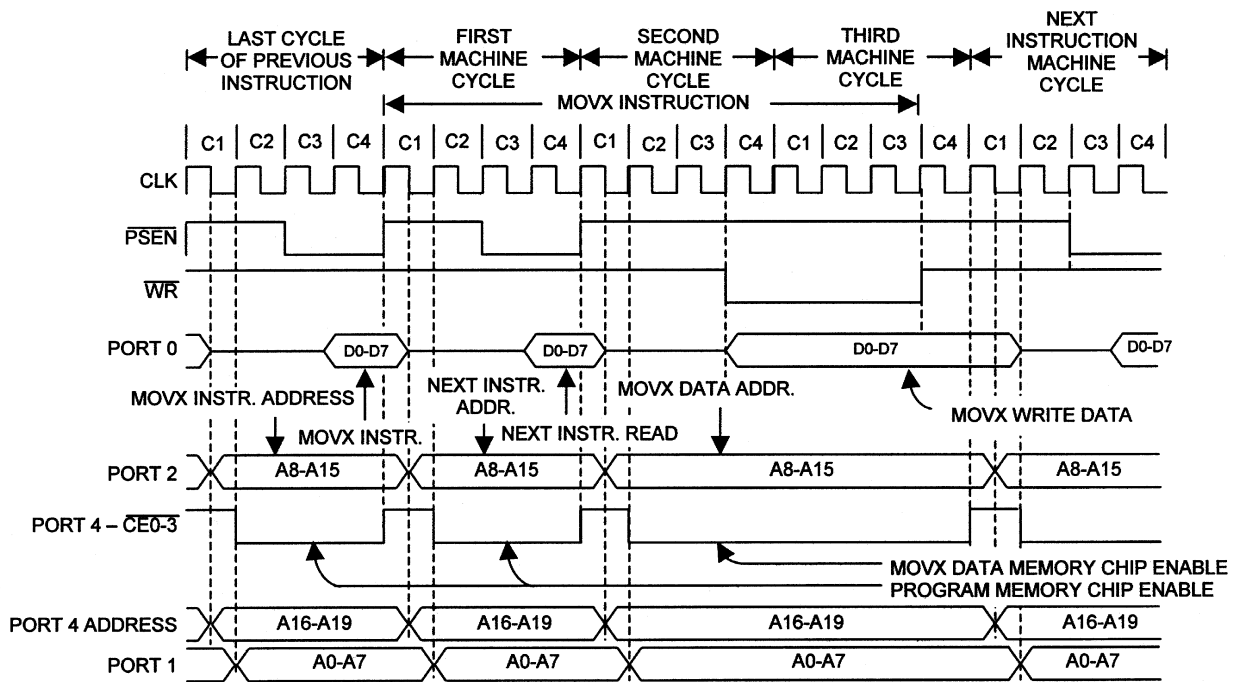 LAST CYCLE
OF PREVIOUS
INSTRUCTION
FIRST
MACHINE
CYCLE
SECOND
MACHINE
CYCLE
THIRD
MACHINE
CYCLE
NEXT
INSTRUCTION
MACHINE
CYCLE
MOVX INSTRUCTION
C1 C2 C3 C4 C1 C2 C3 C4 C1 C2 C3 C4 C1 C2 C3 C4 C1 C2 C3 C4
CLK
PSEN
WR
PORT 0 D0-D7 D0-D7 D0-D7 D0-D7
MOVX INSTR. ADDRESS
MOVX INSTR.
NEXT INSTR.
ADDR.
NEXT INSTR. READ
MOVX DATA ADDR.
MOVX WRITE DATA
PORT 2 A8-A15 A8-A15 A8-A15 A8-A15
PORT 4 – CE0-3
MOVX DATA MEMORY CHIP ENABLE
PROGRAM MEMORY CHIP ENABLE
PORT 4 ADDRESS A16-A19 A16-A19 A16-A19 A16-A19
PORT 1 A0-A7 A0-A7 A0-A7 A0-A7